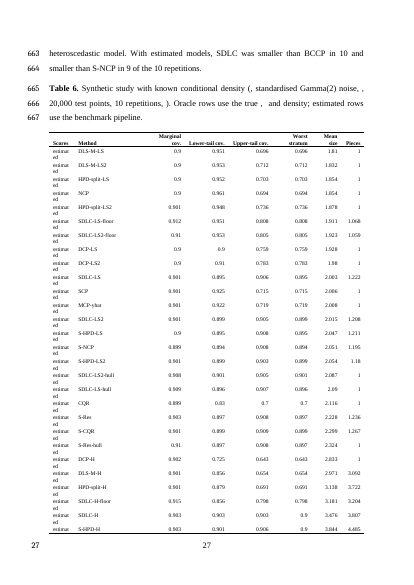 663 heteroscedastic model. With estimated models, SDLC was smaller than BCCP in 10 and
664 smaller than S-NCP in 9 of the 10 repetitions.
665 Table 6. Synthetic study with known conditional density (, standardised Gamma(2) noise, ,
666 20,000 test points, 10 repetitions, ). Oracle rows use the true , and density; estimated rows
667 use the benchmark pipeline.
Scores Method Marginal cov. Lower-tail cov. Upper-tail cov. Worst stratum Mean size Pieces
estimated DLS-M-LS 0.9 0.951 0.696 0.696 1.81 1
estimated DLS-M-LS2 0.9 0.953 0.712 0.712 1.832 1
estimated HPD-split-LS 0.9 0.952 0.703 0.703 1.854 1
estimated NCP 0.9 0.961 0.694 0.694 1.854 1
estimated HPD-split-LS2 0.901 0.948 0.736 0.736 1.878 1
estimated SDLC-LS-floor 0.912 0.951 0.808 0.808 1.911 1.068
estimated SDLC-LS2-floor 0.91 0.953 0.805 0.805 1.923 1.059
estimated DCP-LS 0.9 0.9 0.759 0.759 1.928 1
estimated DCP-LS2 0.9 0.91 0.783 0.783 1.98 1
estimated SDLC-LS 0.901 0.895 0.906 0.895 2.003 1.222
estimated SCP 0.901 0.925 0.715 0.715 2.006 1
estimated MCP-yhat 0.901 0.922 0.719 0.719 2.008 1
estimated SDLC-LS2 0.901 0.899 0.905 0.899 2.015 1.208
estimated S-HPD-LS 0.9 0.895 0.908 0.895 2.047 1.211
estimated S-NCP 0.899 0.894 0.908 0.894 2.051 1.195
estimated S-HPD-LS2 0.901 0.899 0.903 0.899 2.054 1.18
estimated SDLC-LS2-hull 0.908 0.901 0.905 0.901 2.087 1
estimated SDLC-LS-hull 0.909 0.896 0.907 0.896 2.09 1
estimated CQR 0.899 0.83 0.7 0.7 2.116 1
estimated S-Res 0.903 0.897 0.908 0.897 2.228 1.236
estimated S-CQR 0.901 0.899 0.909 0.899 2.299 1.267
estimated S-Res-hull 0.91 0.897 0.908 0.897 2.324 1
estimated DCP-H 0.902 0.725 0.643 0.643 2.833 1
estimated DLS-M-H 0.901 0.856 0.654 0.654 2.971 3.092
estimated HPD-split-H 0.901 0.879 0.691 0.691 3.138 3.722
estimated SDLC-H-floor 0.915 0.856 0.798 0.798 3.244 3.204
estimated SDLC-H 0.903 0.903 0.903 0.9 3.476 3.807
estimated S-HPD-H 0.903 0.901 0.906 0.9 3.844 4.485
27 27